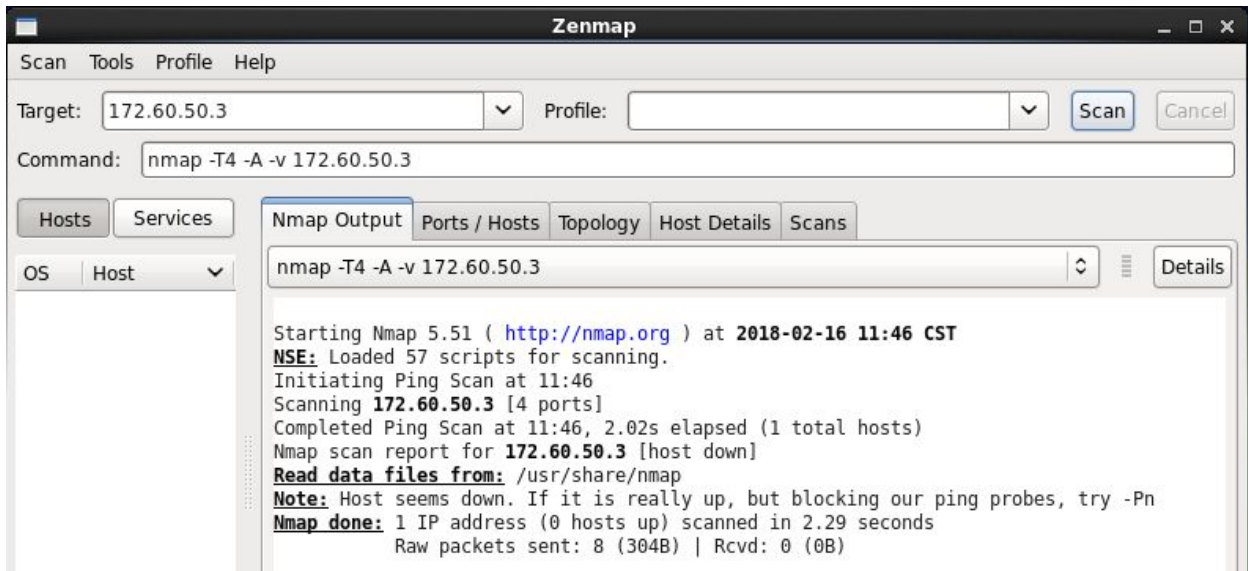 Zenmap
Scan Tools Profile Help
Target: 172.60.50.3 Profile: Scan Cancel
Command: nmap -T4 -A -v 172.60.50.3
Hosts Services Nmap Output Ports / Hosts Topology Host Details Scans
OS Host nmap -T4 -A -v 172.60.50.3 Details
Starting Nmap 5.51 ( http://nmap.org ) at 2018-02-16 11:46 CST
NSE: Loaded 57 scripts for scanning.
Initiating Ping Scan at 11:46
Scanning 172.60.50.3 [4 ports]
Completed Ping Scan at 11:46, 2.02s elapsed (1 total hosts)
Nmap scan report for 172.60.50.3 [host down]
Read data files from: /usr/share/nmap
Note: Host seems down. If it is really up, but blocking our ping probes, try -Pn
Nmap done: 1 IP address (0 hosts up) scanned in 2.29 seconds
Raw packets sent: 8 (304B) | Rcvd: 0 (0B)